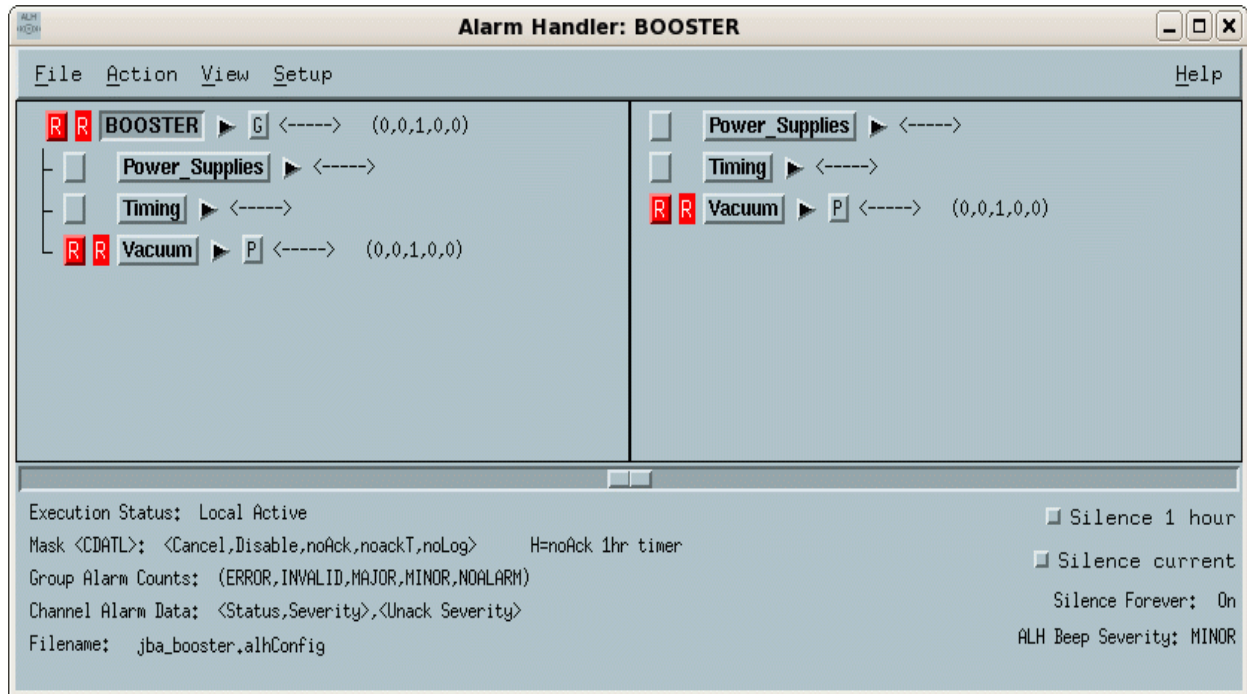 ALH
Alarm Handler: BOOSTER
File Action View Setup Help
R R BOOSTER G <-----> (0,0,1,0,0)
Power_Supplies <----->
Timing <----->
R R Vacuum P <-----> (0,0,1,0,0)
Power_Supplies <----->
Timing <----->
R R Vacuum P <-----> (0,0,1,0,0)
Execution Status: Local Active
Mask <CDATL>: <Cancel,Disable,noAck,noackT,noLog> H=noAck 1hr timer
Group Alarm Counts: (ERROR,INVALID,MAJOR,MINOR,NOALARM)
Channel Alarm Data: <Status,Severity>,<Unack Severity>
Filename: jba_booster.alhConfig
Silence 1 hour
Silence current
Silence Forever: On
ALH Beep Severity: MINOR